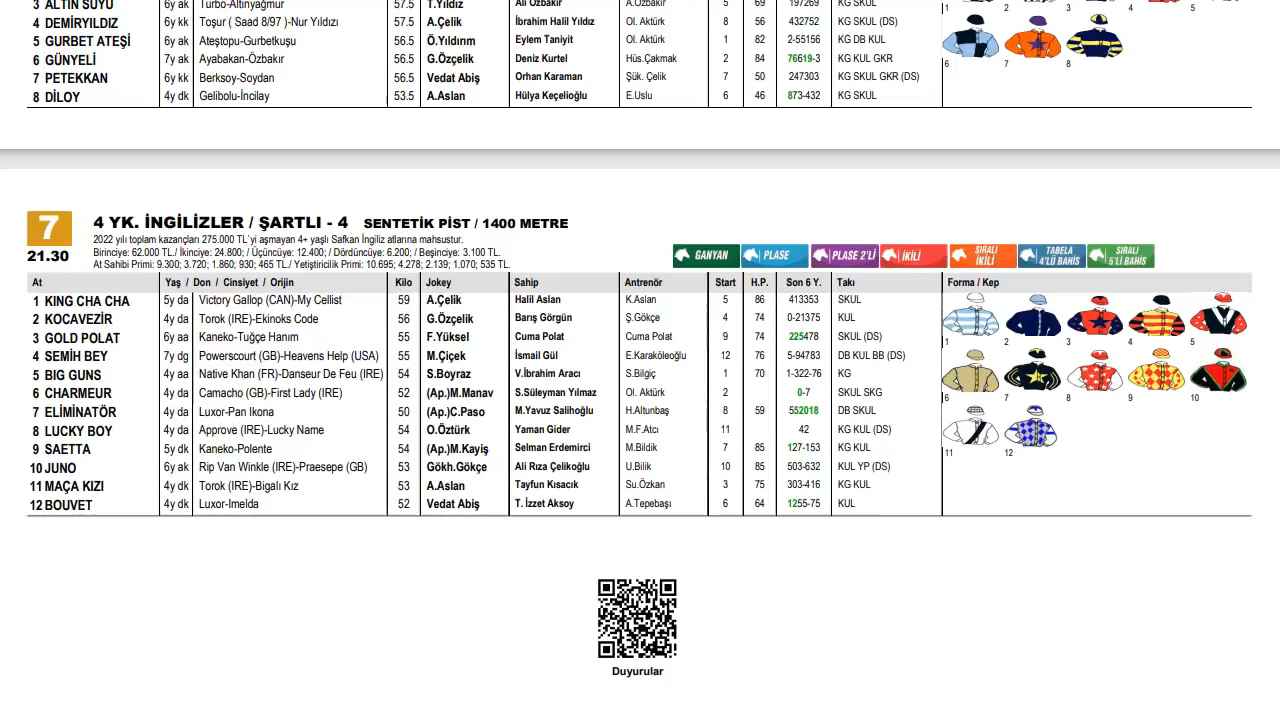 3 ALTIN SUYU 6y ak Turbo-Altınyağmur 57.5 T.Yıldız Ali Özbakır A.Özbakır 5 69 197269 KG SKUL 1 2 3 4 5
4 DEMİRYILDIZ 6y kk Toşur ( Saad 8/97 )-Nur Yıldızı 57.5 A.Çelik İbrahim Halil Yıldız Ol. Aktürk 8 56 432752 KG SKUL (DS)
5 GURBET ATEŞİ 6y ak Ateştopu-Gurbetkuşu 56.5 Ö.Yıldırım Eylem Taniyit Ol. Aktürk 1 82 2-55156 KG DB KUL
6 GÜNYELİ 7y ak Ayabakan-Özbakır 56.5 G.Özçelik Deniz Kurtel Hüs.Çakmak 2 84 76619-3 KG KUL GKR 6 7 8
7 PETEKKAN 6y kk Berksoy-Soydan 56.5 Vedat Abiş Orhan Karaman Şük. Çelik 7 50 247303 KG SKUL GKR (DS)
8 DİLOY 4y dk Gelibolu-İncilay 53.5 A.Aslan Hülya Keçelioğlu E.Uslu 6 46 873-432 KG SKUL
7 4 YK. İNGİLİZLER / ŞARTLI - 4 SENTETİK PİST / 1400 METRE
2022 yılı toplam kazançları 275.000 TL'yi aşmayan 4+ yaşlı Safkan İngiliz atlarına mahsustur.
21.30 Birinciye: 62.000 TL./ İkinciye: 24.800; / Üçüncüye: 12.400; / Dördüncüye: 6.200; / Beşinciye: 3.100 TL.
At Sahibi Primi: 9.300; 3.720; 1.860; 930; 465 TL./ Yetiştiricilik Primi: 10.695; 4.278; 2.139; 1.070; 535 TL.
GANYAN PLASE PLASE 2'Lİ İKİLİ SIRALI İKİLİ TABELA 4'LÜ BAHİS SIRALI 5'Lİ BAHİS
At Yaş / Don / Cinsiyet / Orijin Kilo Jokey Sahip Antrenör Start H.P. Son 6 Y. Takı Forma / Kep
1 KING CHA CHA 5y da Victory Gallop (CAN)-My Cellist 59 A.Çelik Halil Aslan K.Aslan 5 86 413353 SKUL
2 KOCAVEZİR 4y da Torok (IRE)-Ekinoks Code 56 G.Özçelik Barış Görgün Ş.Gökçe 4 74 0-21375 KUL
3 GOLD POLAT 6y aa Kaneko-Tuğçe Hanım 55 F.Yüksel Cuma Polat Cuma Polat 9 74 225478 SKUL (DS) 1 2 3 4 5
4 SEMİH BEY 7y dg Powerscourt (GB)-Heavens Help (USA) 55 M.Çiçek İsmail Gül E.Karaköleoğlu 12 76 5-94783 DB KUL BB (DS)
5 BIG GUNS 4y aa Native Khan (FR)-Danseur De Feu (IRE) 54 S.Boyraz V.İbrahim Aracı S.Bilgiç 1 70 1-322-76 KG
6 CHARMEUR 4y da Camacho (GB)-First Lady (IRE) 52 (Ap.)M.Manav S.Süleyman Yılmaz Ol. Aktürk 2 0-7 SKUL SKG 6 7 8 9 10
7 ELİMİNATÖR 4y da Luxor-Pan Ikona 50 (Ap.)C.Paso M.Yavuz Salihoğlu H.Altunbaş 8 59 552018 DB SKUL
8 LUCKY BOY 4y da Approve (IRE)-Lucky Name 54 O.Öztürk Yaman Gider M.F.Atcı 11 42 KG KUL (DS)
9 SAETTA 5y dk Kaneko-Polente 54 (Ap.)M.Kayiş Selman Erdemirci M.Bildik 7 85 127-153 KG KUL 11 12
10 JUNO 6y ak Rip Van Winkle (IRE)-Praesepe (GB) 53 Gökh.Gökçe Ali Rıza Çelikoğlu U.Bilik 10 85 503-632 KUL YP (DS)
11 MAÇA KIZI 4y dk Torok (IRE)-Bigalı Kız 53 A.Aslan Tayfun Kısacık Su.Özkan 3 75 303-416 KG KUL
12 BOUVET 4y dk Luxor-Imelda 52 Vedat Abiş T. İzzet Aksoy A.Tepebaşı 6 64 1255-75 KUL
Duyurular